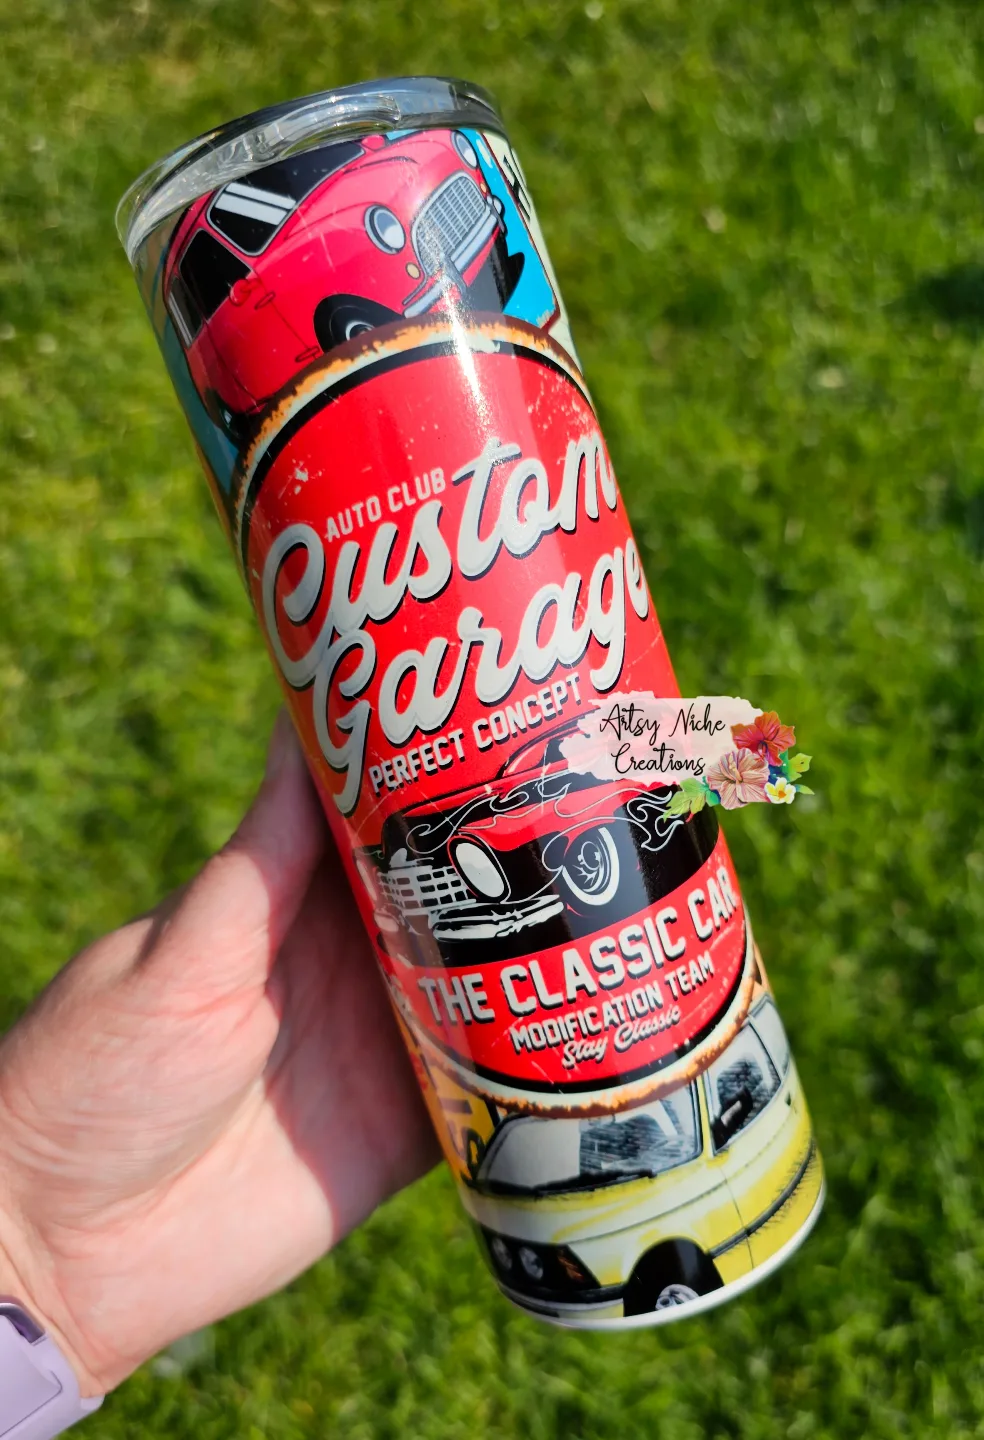 AUTO CLUB
Custom
Garage
PERFECT CONCEPT
Artsy Niche
Creations
THE CLASSIC CAR
MODIFICATION TEAM
Stay Classic